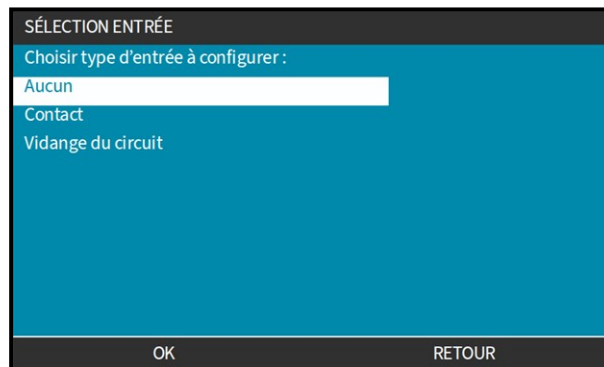 SÉLECTION ENTRÉE
Choisir type d’entrée à configurer :
Aucun
Contact
Vidange du circuit
OK RETOUR